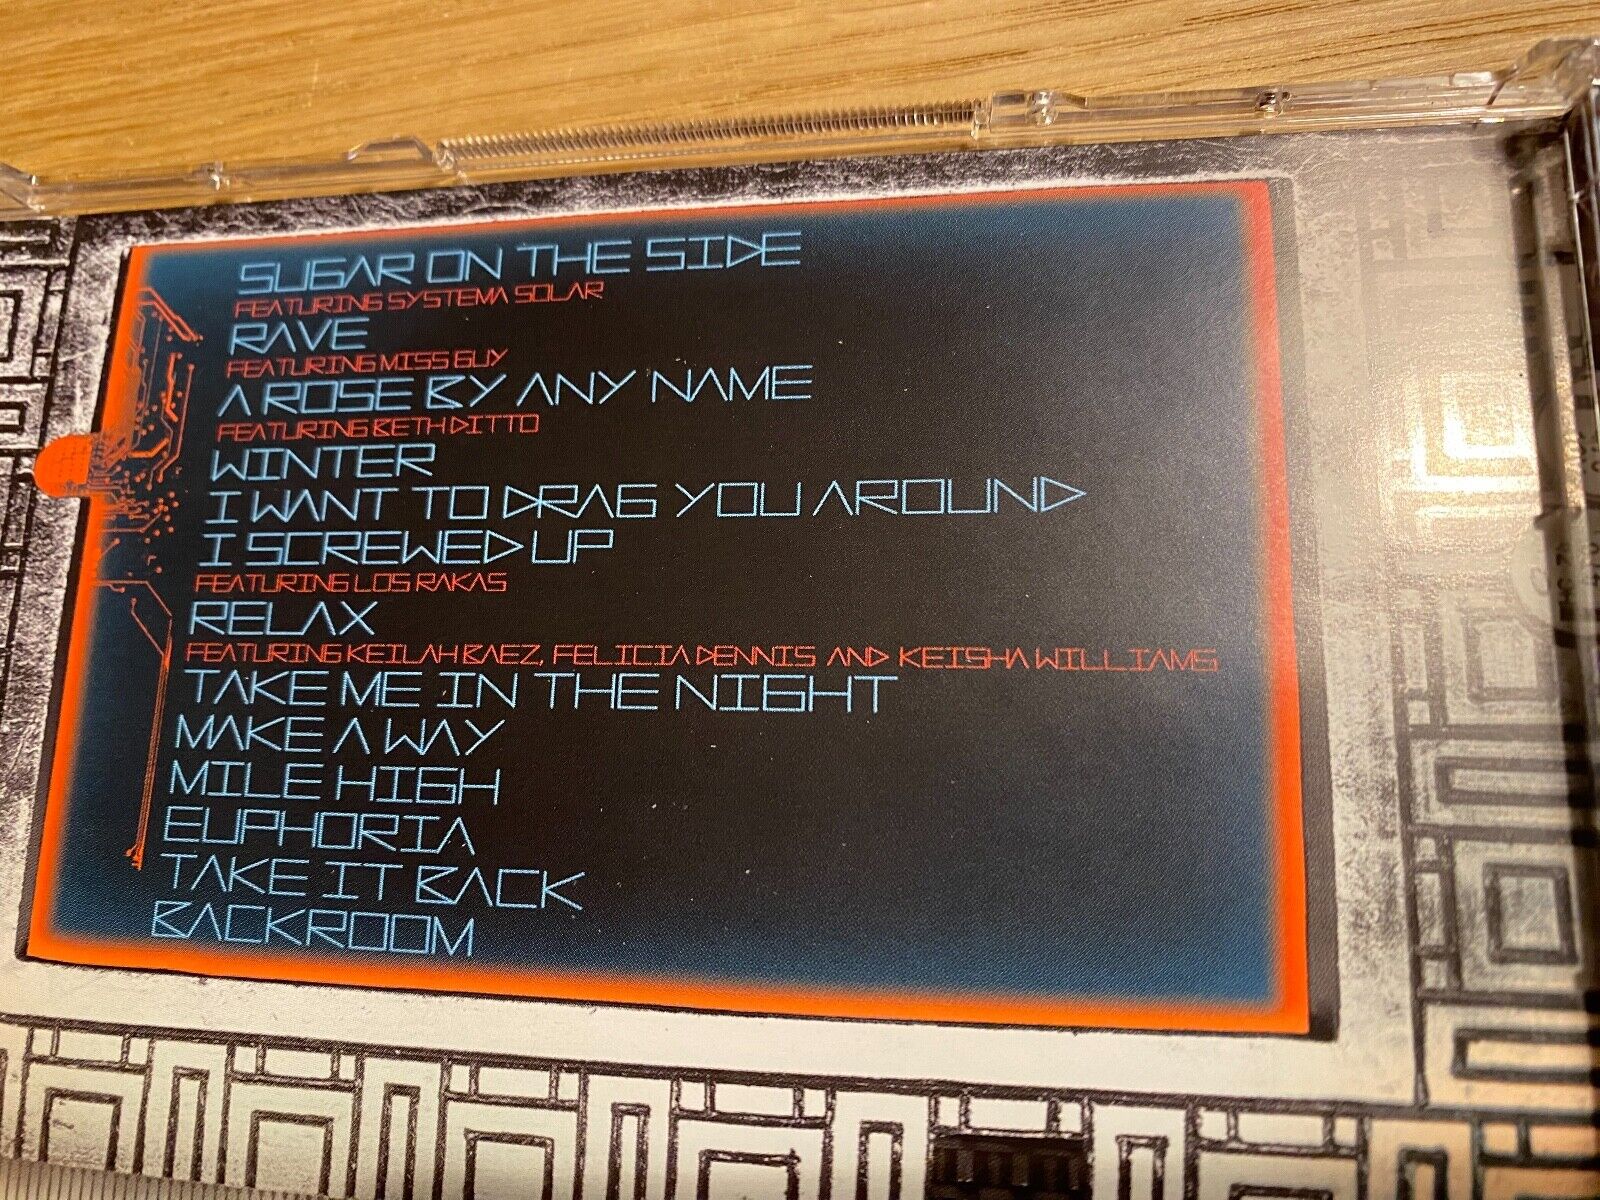 SUGAR ON THE SIDE
FEATURING SYSTEMA SOLAR
RAVE
FEATURING MISS GUY
A ROSE BY ANY NAME
FEATURING BETH DITTO
WINTER
I WANT TO DRAG YOU AROUND
I SCREWED UP
FEATURING LOS RAKAS
RELAX
FEATURING KEILAH BAEZ, FELICIA DENNIS AND KEISHA WILLIAMS
TAKE ME IN THE NIGHT
MAKE A WAY
MILE HIGH
EUPHORIA
TAKE IT BACK
BACKROOM